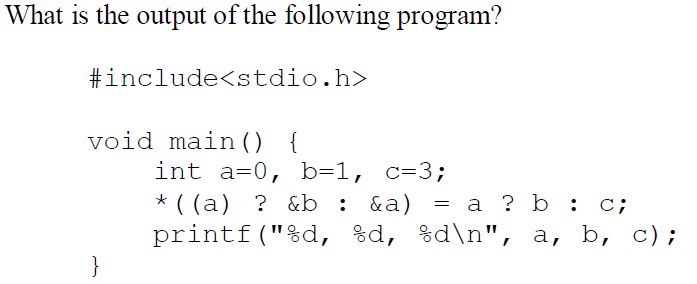 What is the output of the following program?
#include<stdio.h>
void main() {
int a=0, b=1, c=3;
*((a) ? &b : &a) = a ? b : c;
printf("%d, %d, %d\n", a, b, c);
}